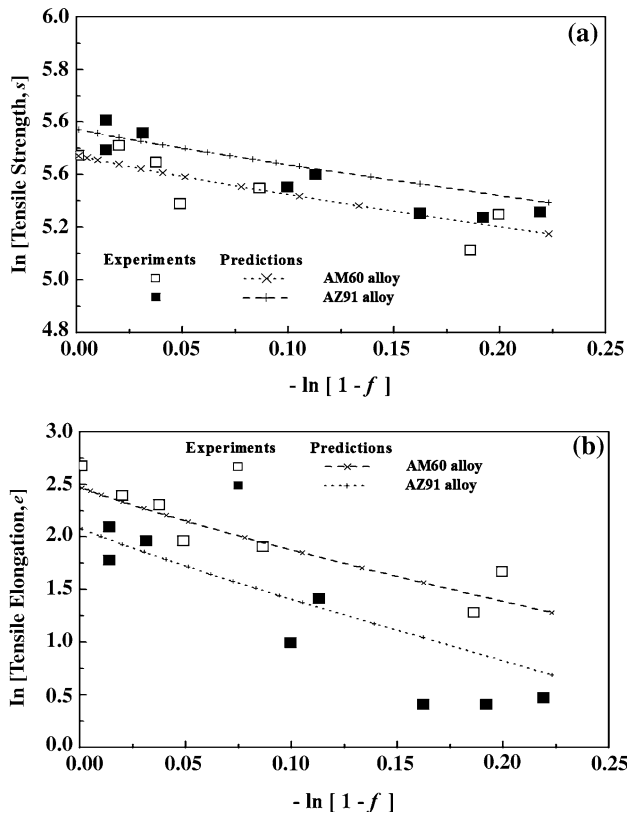 (a)
6.0
5.8
5.6
5.4
5.2
5.0
4.8
ln [Tensile Strength, s]
Experiments Predictions
AM60 alloy
AZ91 alloy
0.00 0.05 0.10 0.15 0.20 0.25
- ln [ 1 - f ]
(b)
3.0
2.5
2.0
1.5
1.0
0.5
0.0
ln [Tensile Elongation, e]
Experiments Predictions
AM60 alloy
AZ91 alloy
0.00 0.05 0.10 0.15 0.20 0.25
- ln [ 1 - f ]